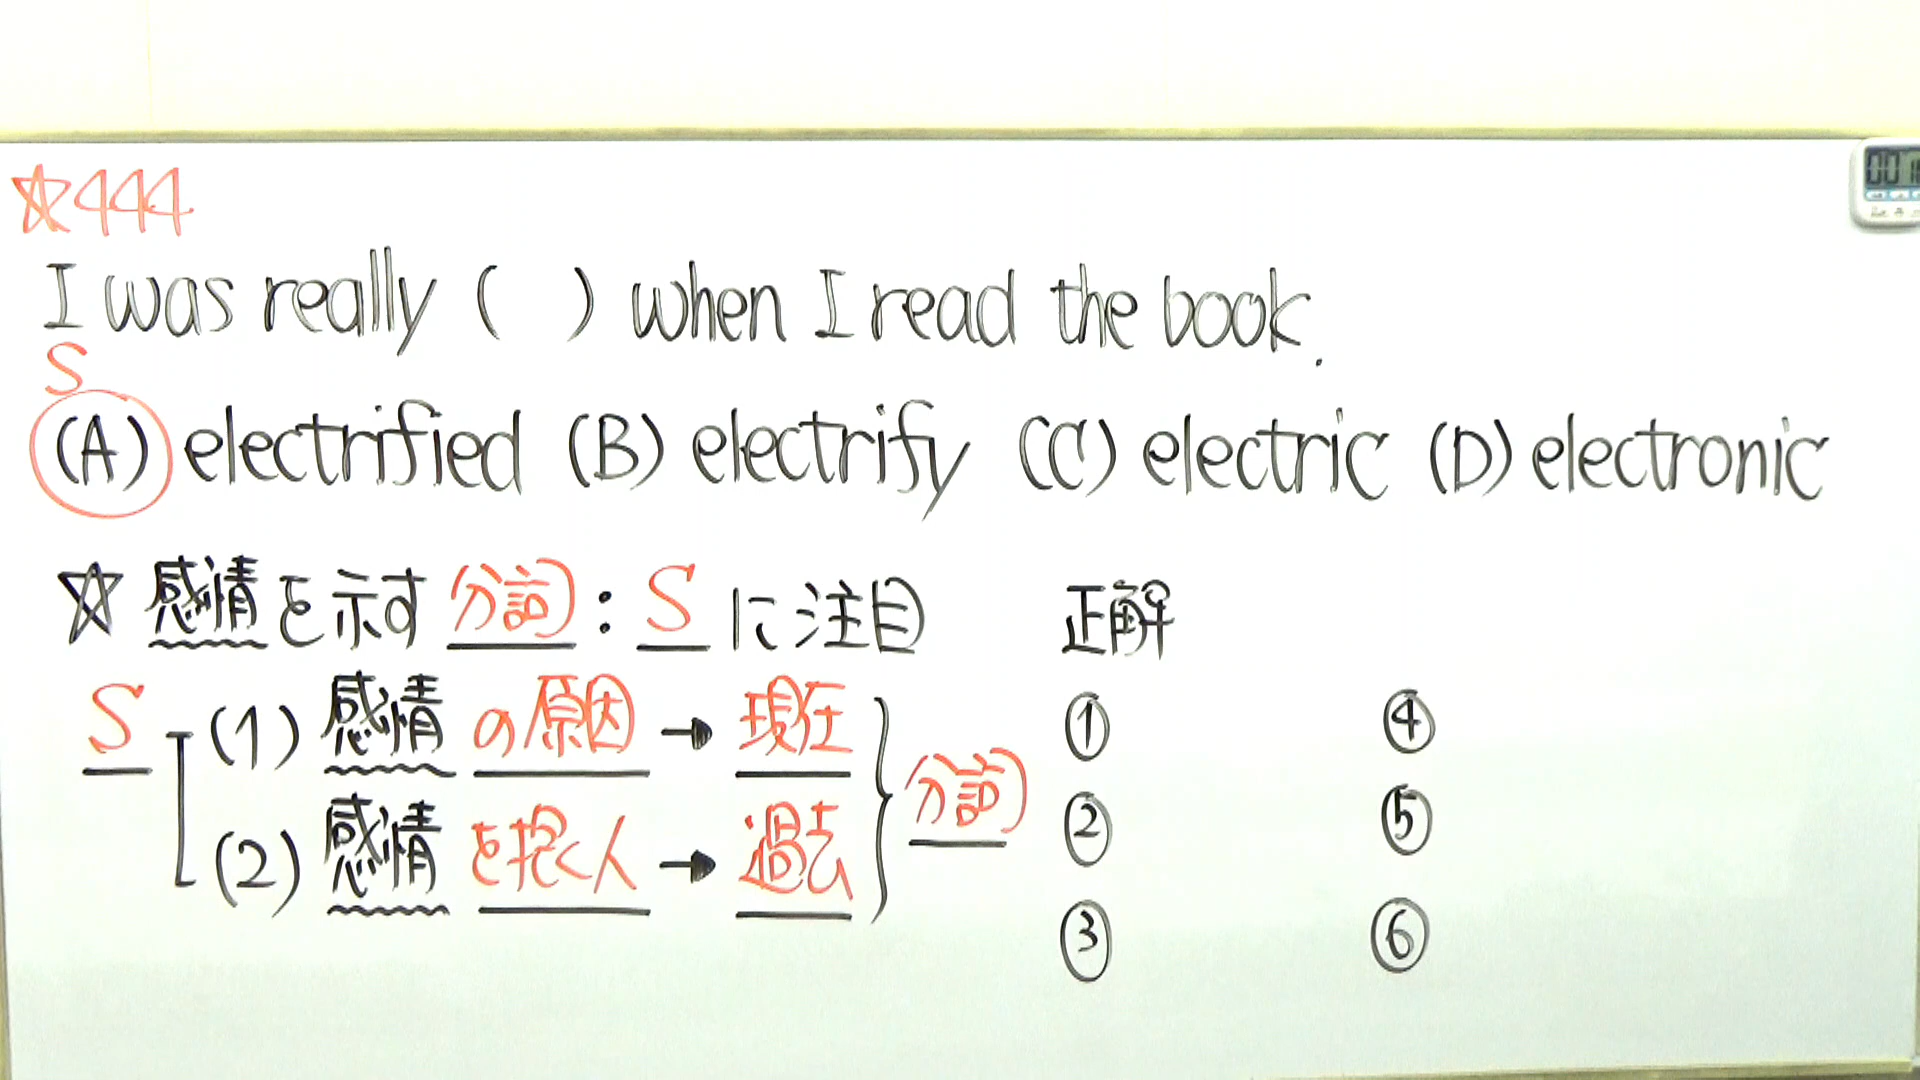 ☆444
I was really ( ) when I read the book.
S
(A) electrified (B) electrify (C) electric (D) electronic
☆ 感情を示す分詞:Sに注目
正解
S
(1) 感情の原因→現在
(2) 感情を抱く人→過去
分詞
① ④
② ⑤
③ ⑥